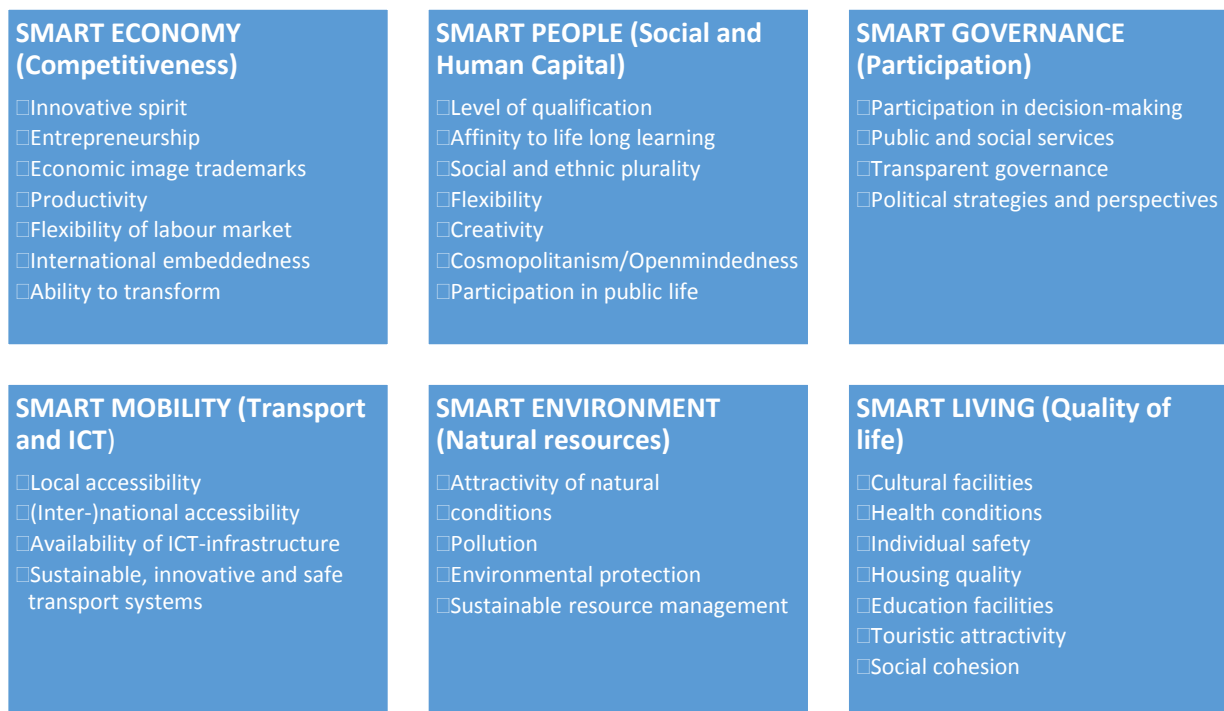 SMART ECONOMY
(Competitiveness)
□Innovative spirit
□Entrepreneurship
□Economic image trademarks
□Productivity
□Flexibility of labour market
□International embeddedness
□Ability to transform
SMART PEOPLE (Social and
Human Capital)
□Level of qualification
□Affinity to life long learning
□Social and ethnic plurality
□Flexibility
□Creativity
□Cosmopolitanism/Openmindedness
□Participation in public life
SMART GOVERNANCE
(Participation)
□Participation in decision-making
□Public and social services
□Transparent governance
□Political strategies and perspectives
SMART MOBILITY (Transport
and ICT)
□Local accessibility
□(Inter-)national accessibility
□Availability of ICT-infrastructure
□Sustainable, innovative and safe
transport systems
SMART ENVIRONMENT
(Natural resources)
□Attractivity of natural
□conditions
□Pollution
□Environmental protection
□Sustainable resource management
SMART LIVING (Quality of
life)
□Cultural facilities
□Health conditions
□Individual safety
□Housing quality
□Education facilities
□Touristic attractivity
□Social cohesion